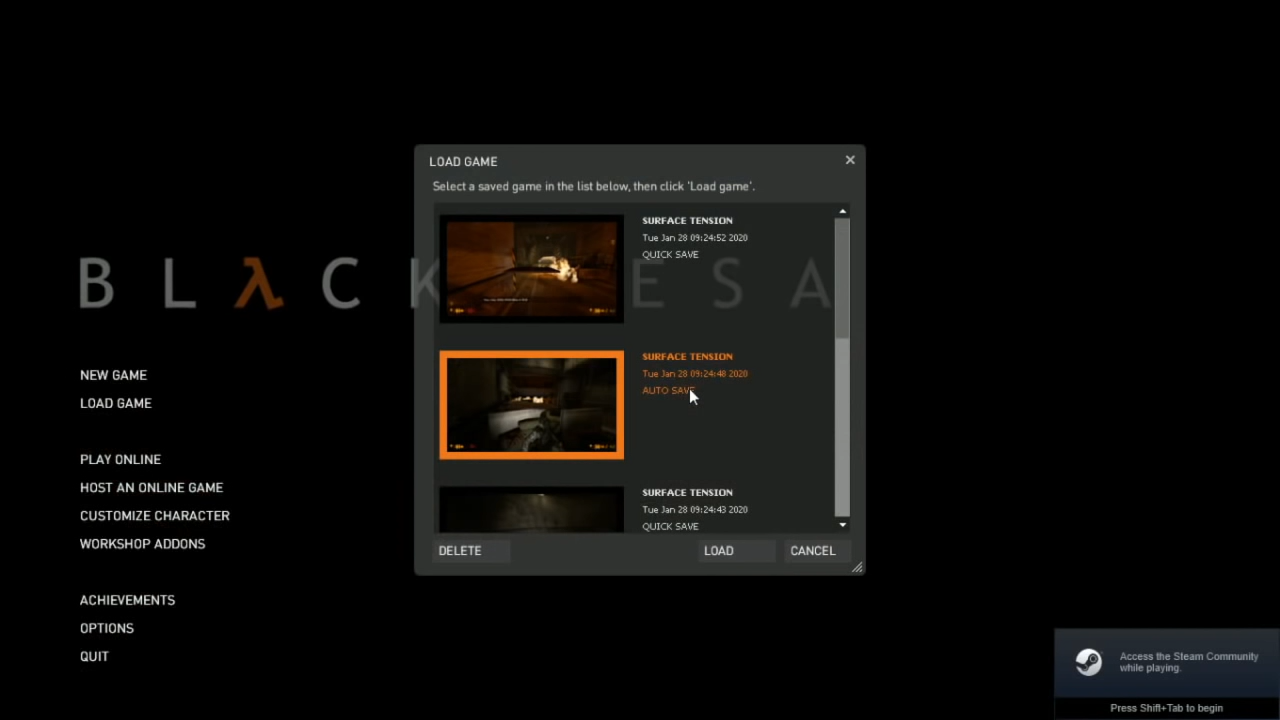 LOAD GAME
Select a saved game in the list below, then click 'Load game'.
SURFACE TENSION
Tue Jan 28 09:24:52 2020
QUICK SAVE
BLλCK MESA
SURFACE TENSION
Tue Jan 28 09:24:48 2020
AUTO SAVE
SURFACE TENSION
Tue Jan 28 09:24:43 2020
QUICK SAVE
DELETE
LOAD
CANCEL
NEW GAME
LOAD GAME
PLAY ONLINE
HOST AN ONLINE GAME
CUSTOMIZE CHARACTER
WORKSHOP ADDONS
ACHIEVEMENTS
OPTIONS
QUIT
Access the Steam Community
while playing.
Press Shift+Tab to begin